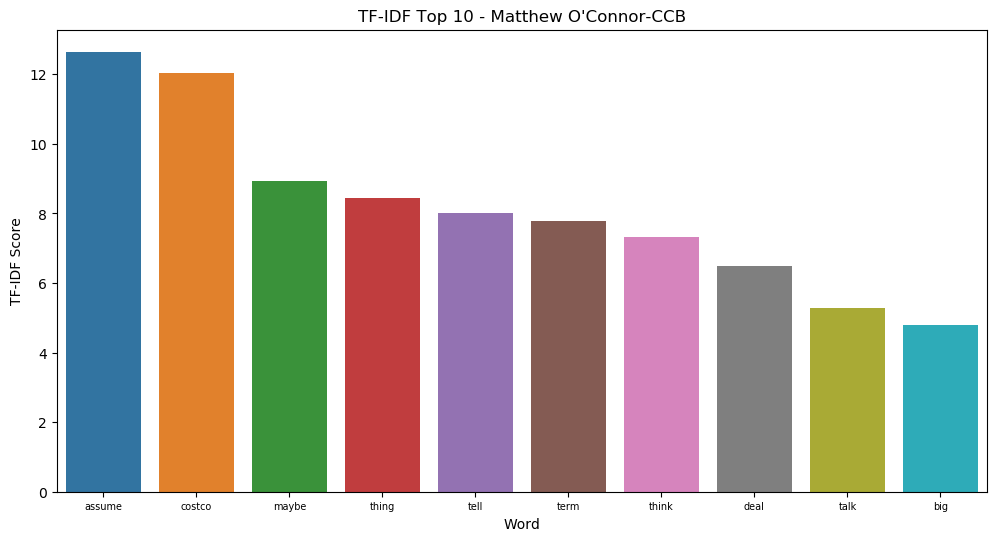 TF-IDF Top 10 - Matthew O'Connor-CCB
12
10
8
6
4
2
0
TF-IDF Score
assume costco maybe thing tell term think deal talk big
Word